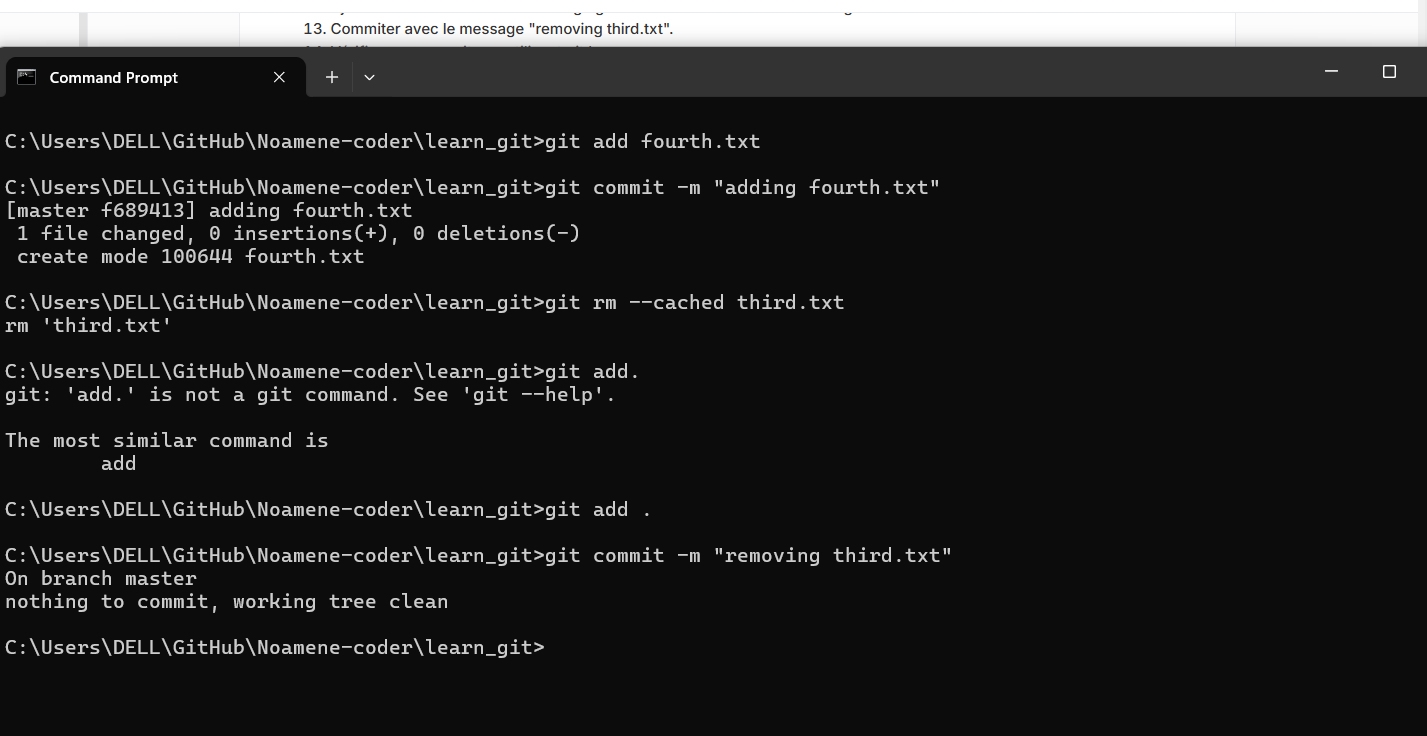 13. Commiter avec le message "removing third.txt".
Command Prompt
C:\Users\DELL\GitHub\Noamene-coder\learn_git>git add fourth.txt
C:\Users\DELL\GitHub\Noamene-coder\learn_git>git commit -m "adding fourth.txt"
[master f689413] adding fourth.txt
 1 file changed, 0 insertions(+), 0 deletions(-)
 create mode 100644 fourth.txt
C:\Users\DELL\GitHub\Noamene-coder\learn_git>git rm --cached third.txt
rm 'third.txt'
C:\Users\DELL\GitHub\Noamene-coder\learn_git>git add.
git: 'add.' is not a git command. See 'git --help'.
The most similar command is
        add
C:\Users\DELL\GitHub\Noamene-coder\learn_git>git add .
C:\Users\DELL\GitHub\Noamene-coder\learn_git>git commit -m "removing third.txt"
On branch master
nothing to commit, working tree clean
C:\Users\DELL\GitHub\Noamene-coder\learn_git>